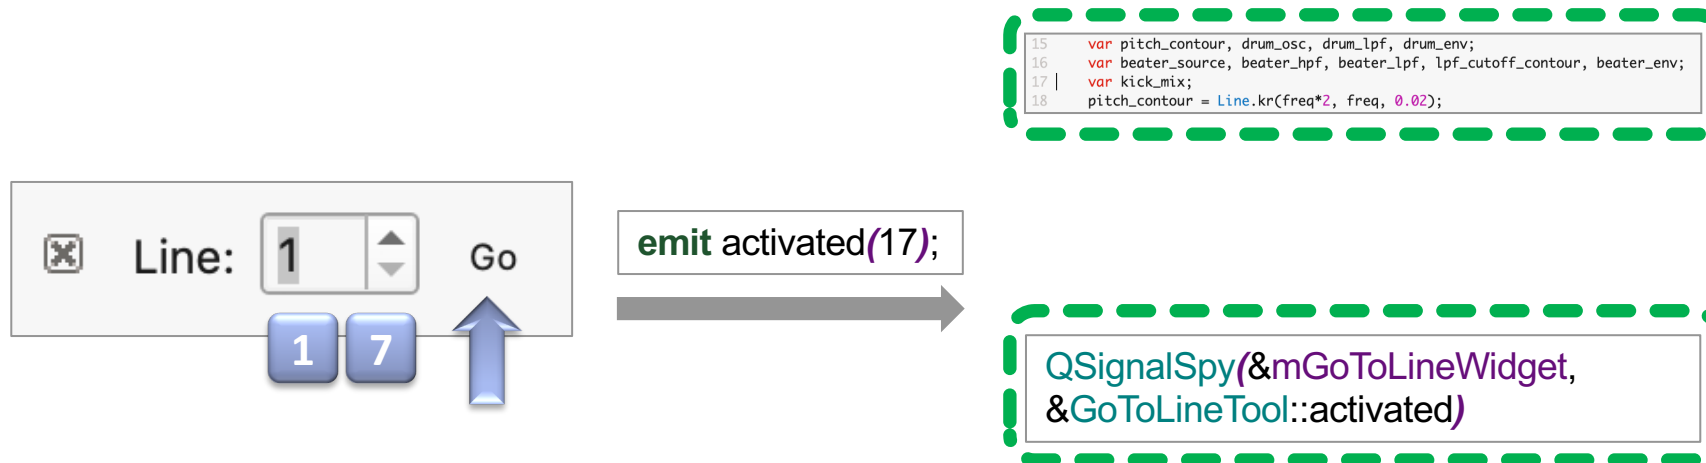 15 var pitch_contour, drum_osc, drum_lpf, drum_env;
16 var beater_source, beater_hpf, beater_lpf, lpf_cutoff_contour, beater_env;
17 var kick_mix;
18 pitch_contour = Line.kr(freq*2, freq, 0.02);
Line: 1 Go
1 7
emit activated(17);
QSignalSpy(&mGoToLineWidget,
&GoToLineTool::activated)